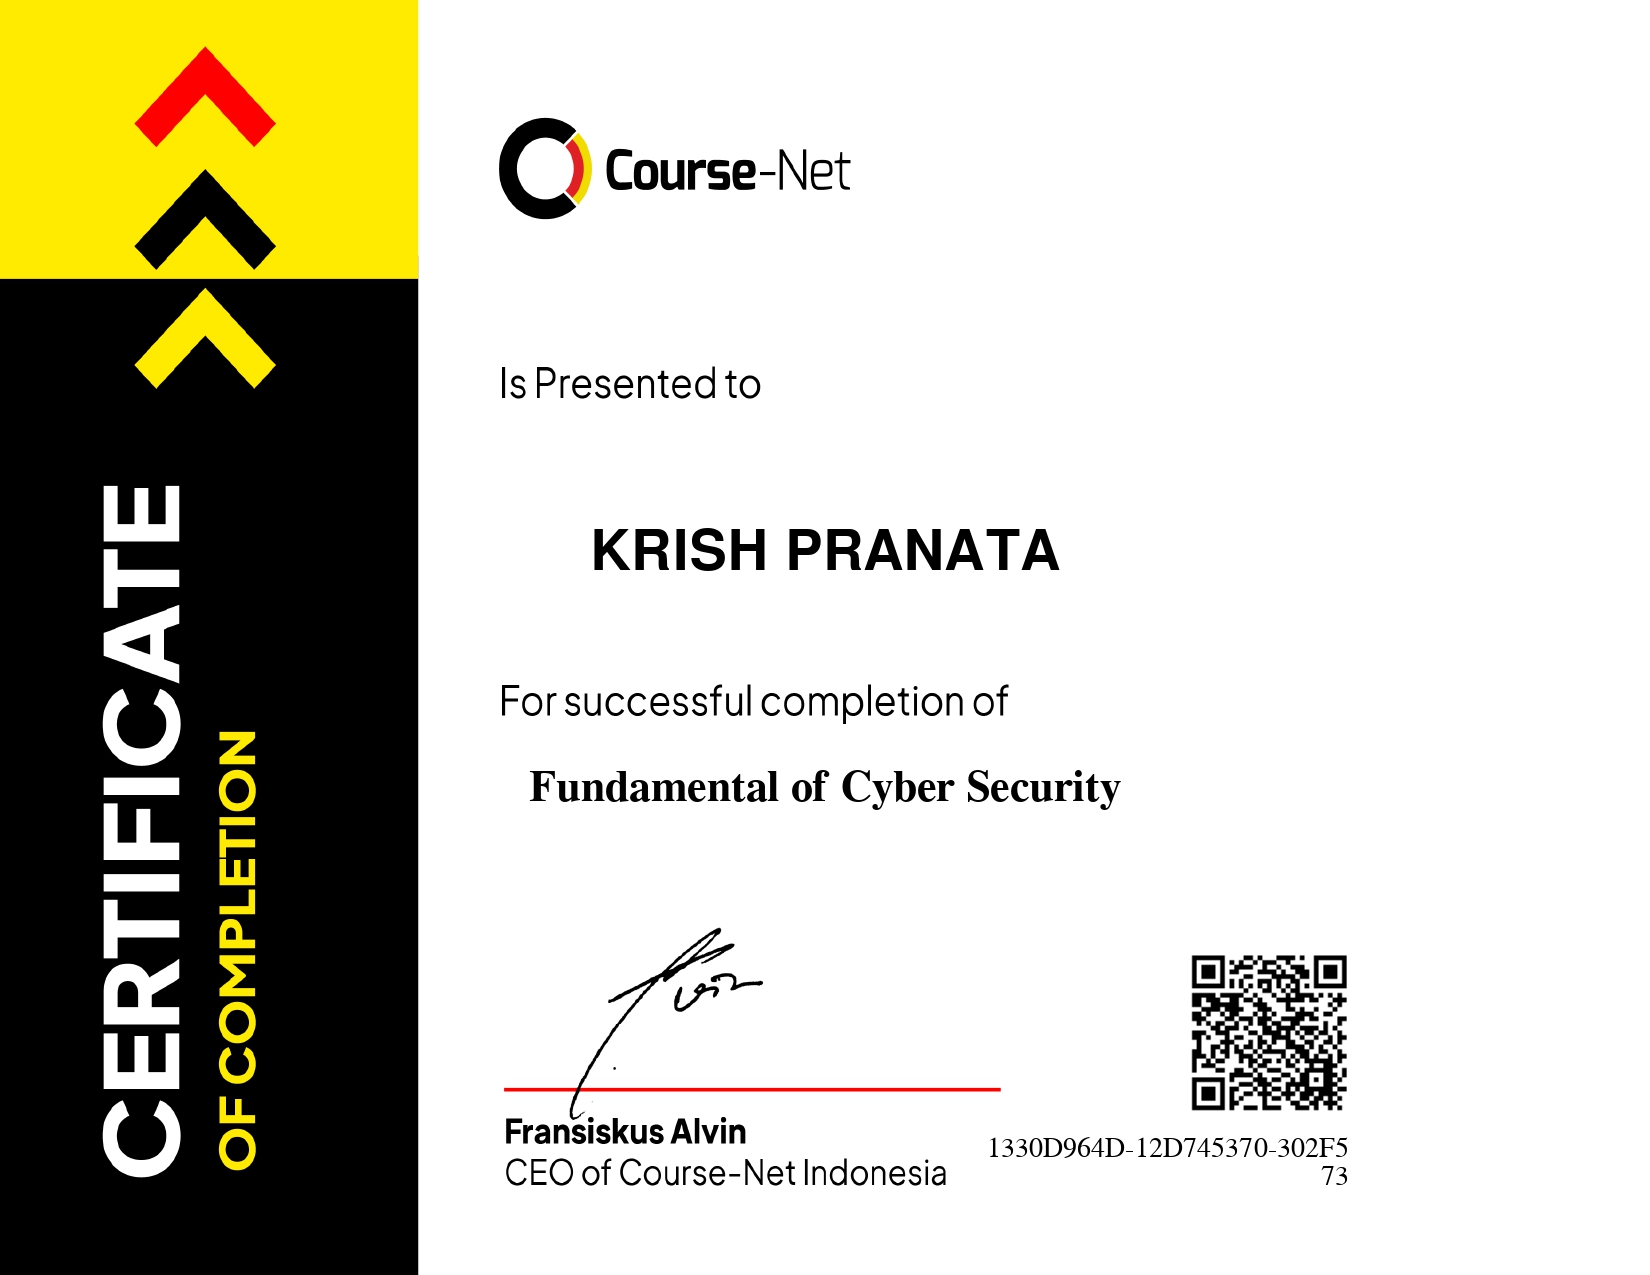 CERTIFICATE
OF COMPLETION
Course-Net
Is Presented to
KRISH PRANATA
For successful completion of
Fundamental of Cyber Security
Alvin
Fransiskus Alvin
CEO of Course-Net Indonesia
1330D964D-12D745370-302F5
73